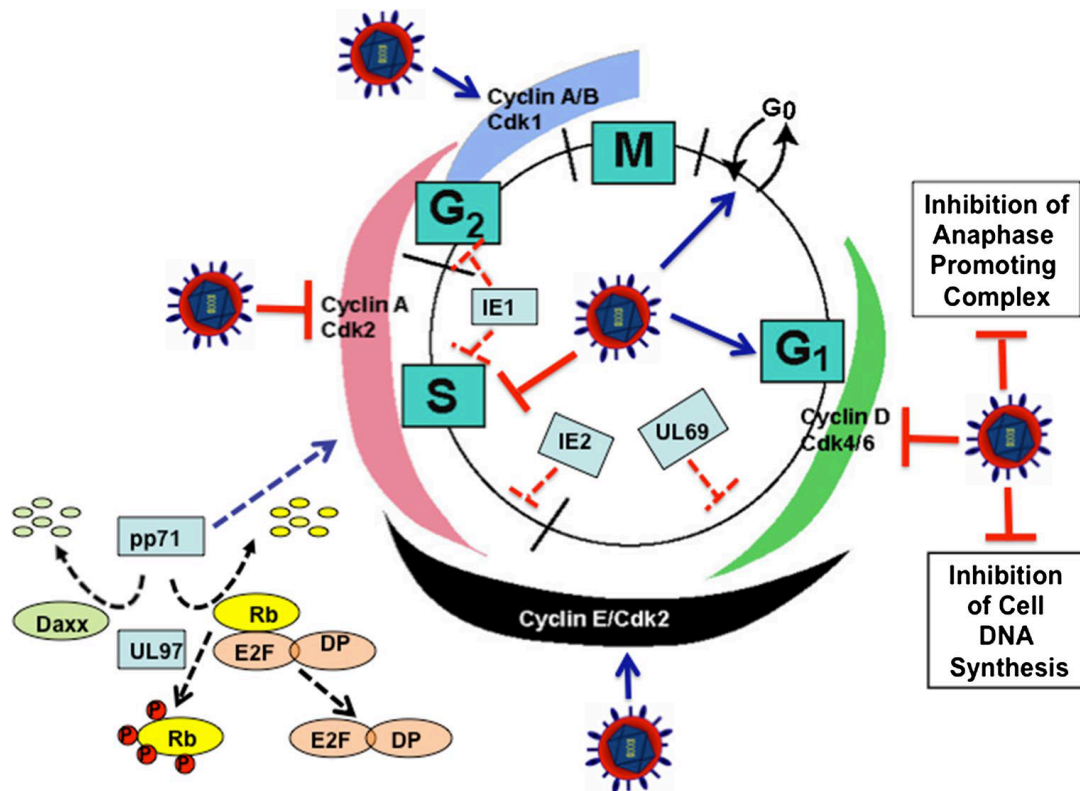 Cyclin A/B
Cdk1
G0
M
G2
Inhibition of
Anaphase
Promoting
Complex
IE1
Cyclin A
Cdk2
G1
S
Cyclin D
Cdk4/6
UL69
IE2
pp71
Daxx
Rb
UL97
E2F
DP
Cyclin E/Cdk2
Inhibition
of Cell
DNA
Synthesis
P
P
Rb
P
P
E2F
DP